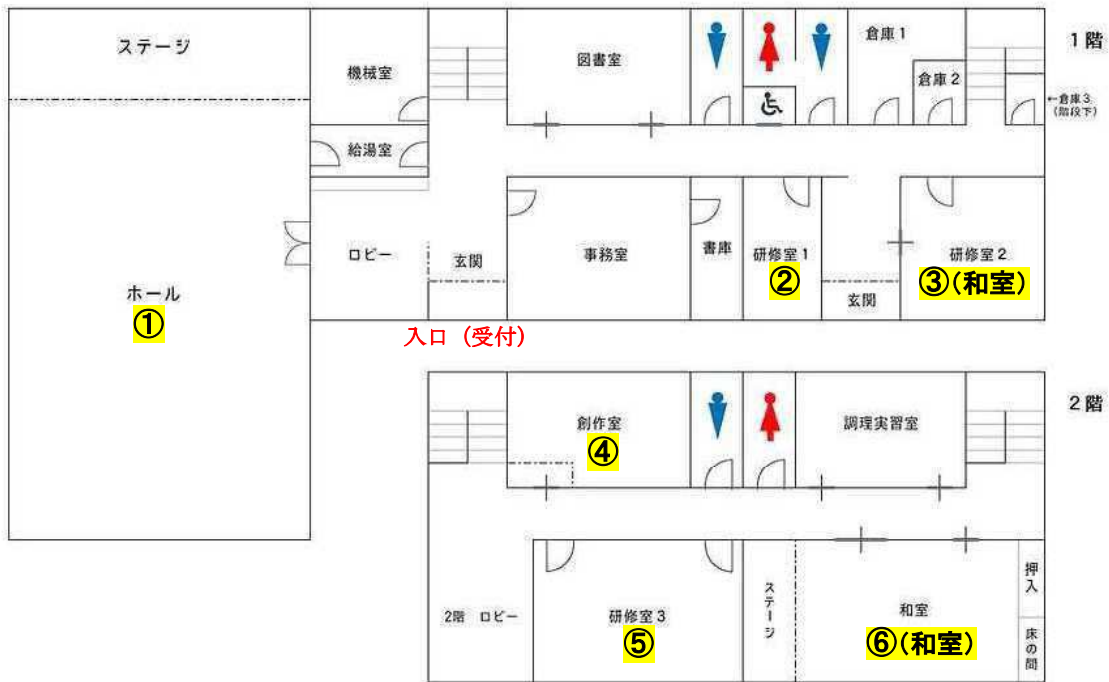 ステージ
機械室
図書室
倉庫1
倉庫2
1階
←倉庫3
(階段下)
給湯室
ロビー
玄関
事務室
書庫
研修室1
②
玄関
研修室2
③(和室)
ホール
①
入口（受付）
2階
創作室
④
調理実習室
2階 ロビー
研修室3
⑤
ステージ
和室
⑥(和室)
押入
床の間